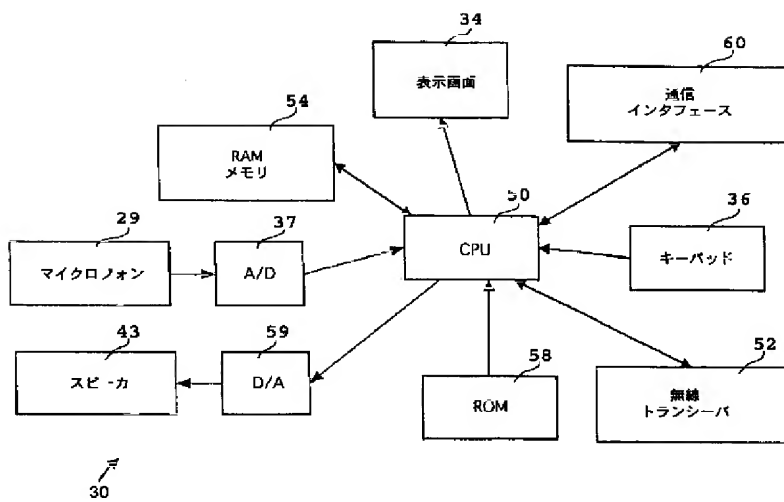 34
表示画面
60
通信
インタフェース
54
RAM
メモリ
50
CPU
36
キーパッド
29
マイクロフォン
37
A/D
43
スピーカ
59
D/A
58
ROM
52
無線
トランシーバ
30